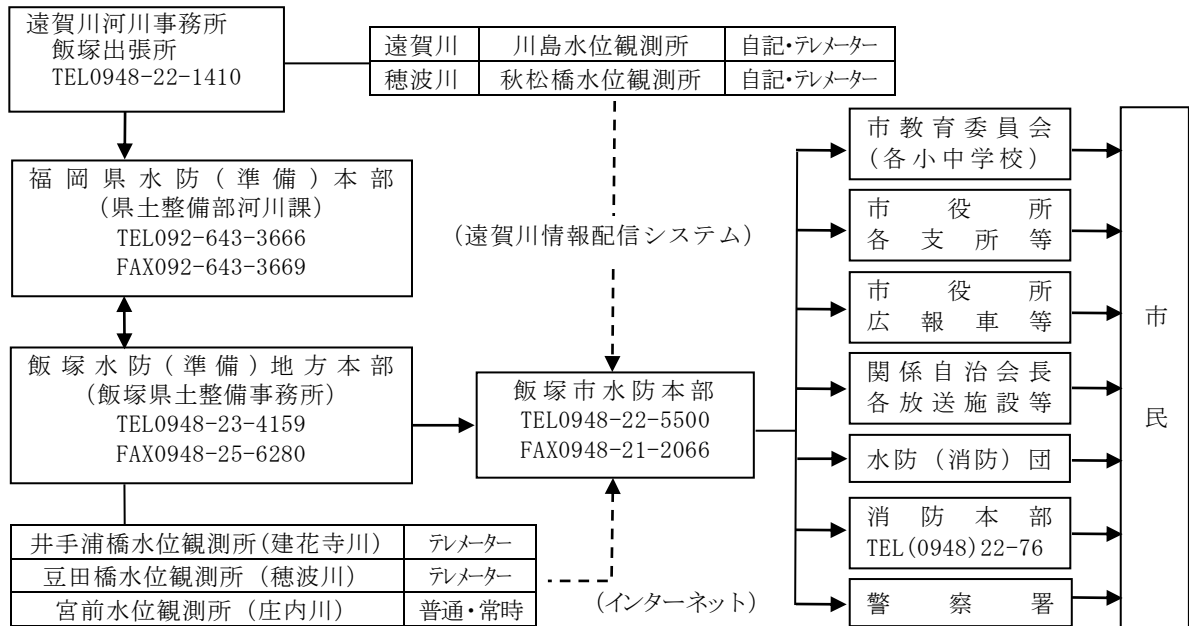 遠賀川河川事務所
飯塚出張所
TEL0948-22-1410
遠賀川 川島水位観測所 自記・テレメーター
穂波川 秋松橋水位観測所 自記・テレメーター
福岡県水防(準備)本部
(県土整備部河川課)
TEL092-643-3666
FAX092-643-3669
(遠賀川情報配信システム)
飯塚水防(準備)地方本部
(飯塚県土整備事務所)
TEL0948-23-4159
FAX0948-25-6280
飯塚市水防本部
TEL0948-22-5500
FAX0948-21-2066
井手浦橋水位観測所(建花寺川) テレメーター
豆田橋水位観測所(穂波川) テレメーター
宮前水位観測所(庄内川) 普通・常時
(インターネット)
市教育委員会
(各小中学校)
市役所
各支所等
市役所
広報車等
関係自治会長
各放送施設等
水防(消防)団
消防本部
TEL(0948)22-76
警察署
市民